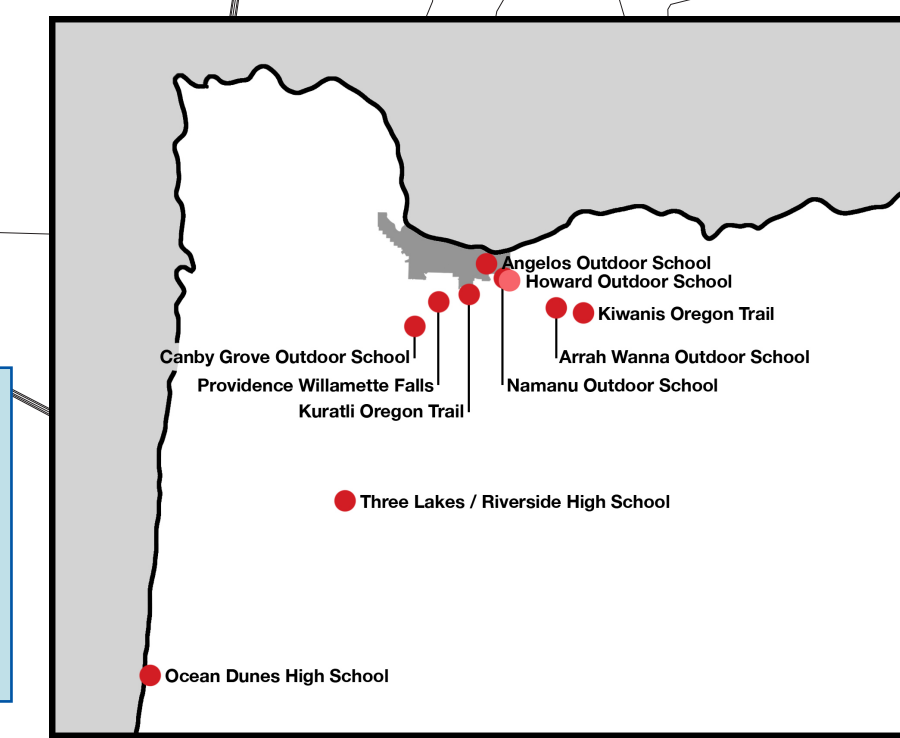 Angelos Outdoor School
Howard Outdoor School
Kiwanis Oregon Trail
Canby Grove Outdoor School
Arrah Wanna Outdoor School
Providence Willamette Falls
Namanu Outdoor School
Kuratli Oregon Trail
Three Lakes / Riverside High School
Ocean Dunes High School